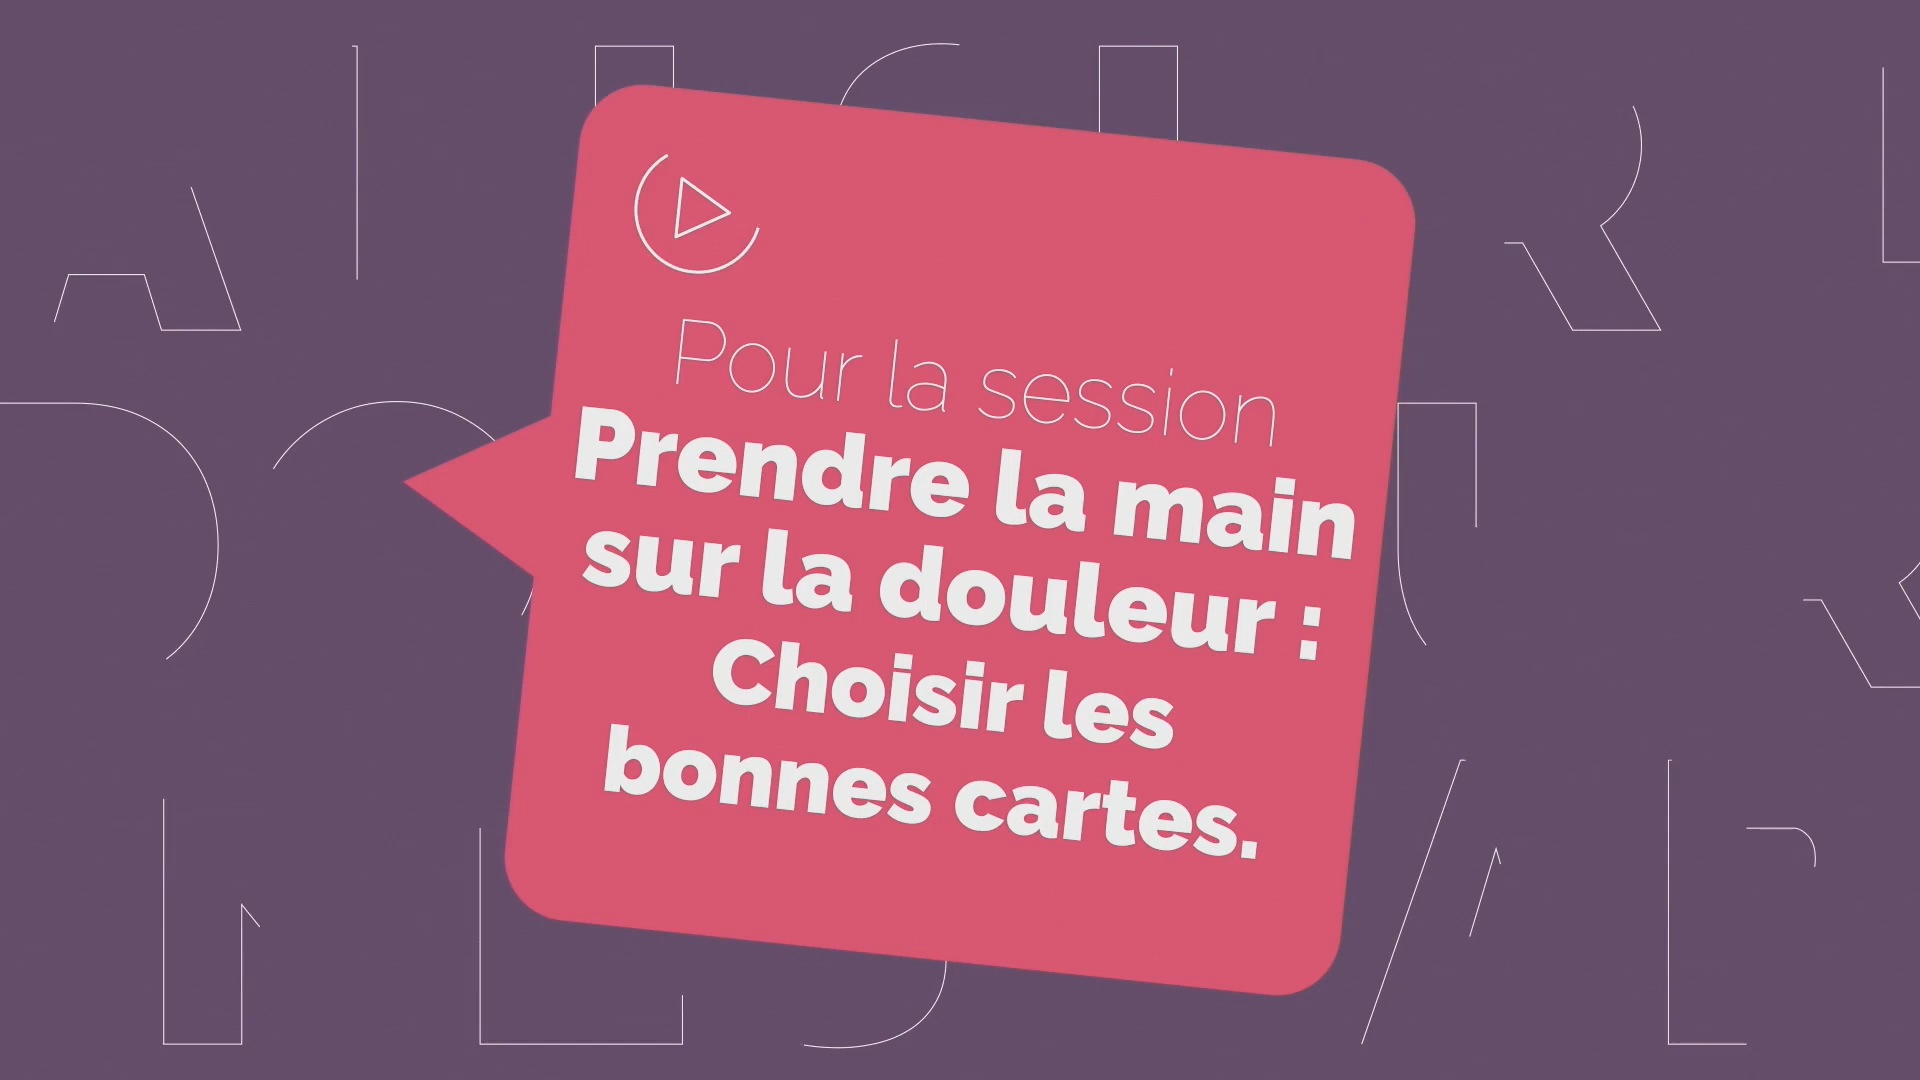 Pour la session
Prendre la main
sur la douleur :
Choisir les
bonnes cartes.